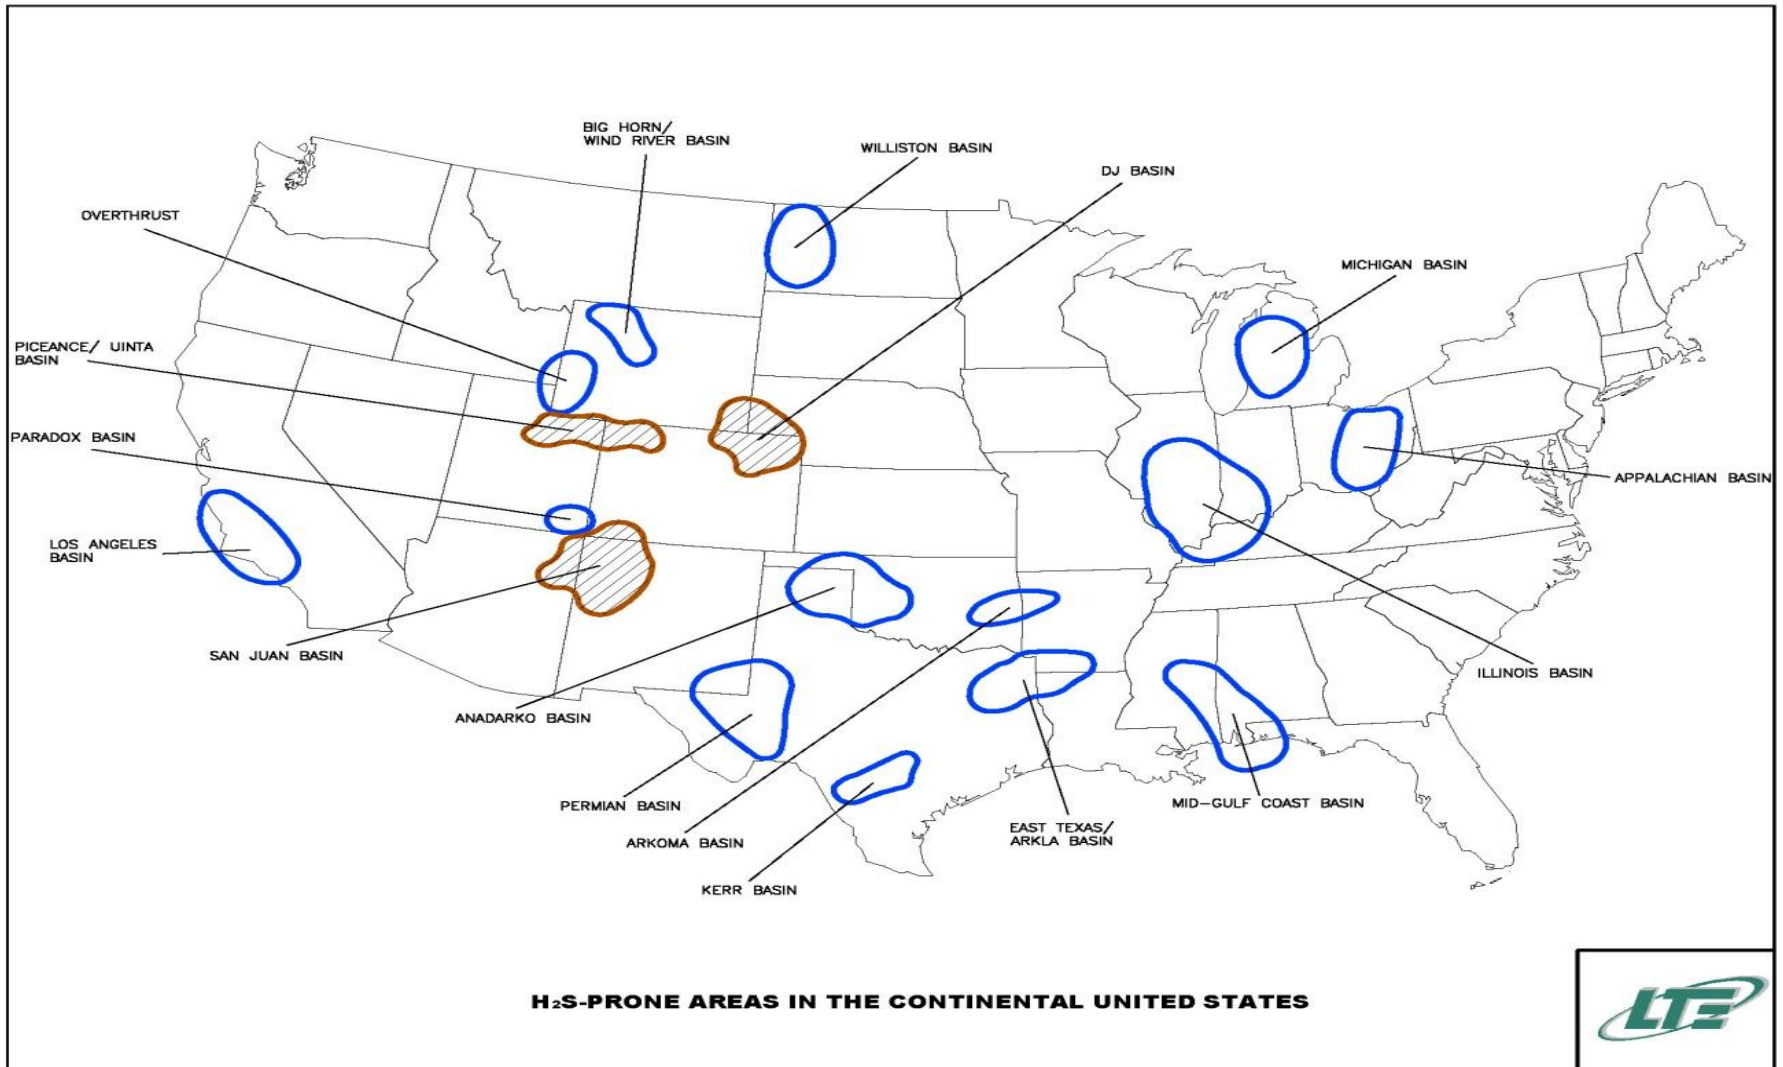 BIG HORN/
WIND RIVER BASIN
WILLISTON BASIN
DJ BASIN
OVERTHRUST
MICHIGAN BASIN
PICEANCE/ UINTA
BASIN
PARADOX BASIN
APPALACHIAN BASIN
LOS ANGELES
BASIN
SAN JUAN BASIN
ILLINOIS BASIN
ANADARKO BASIN
PERMIAN BASIN
MID-GULF COAST BASIN
EAST TEXAS/
ARKLA BASIN
ARKOMA BASIN
KERR BASIN
H₂S-PRONE AREAS IN THE CONTINENTAL UNITED STATES
LTE